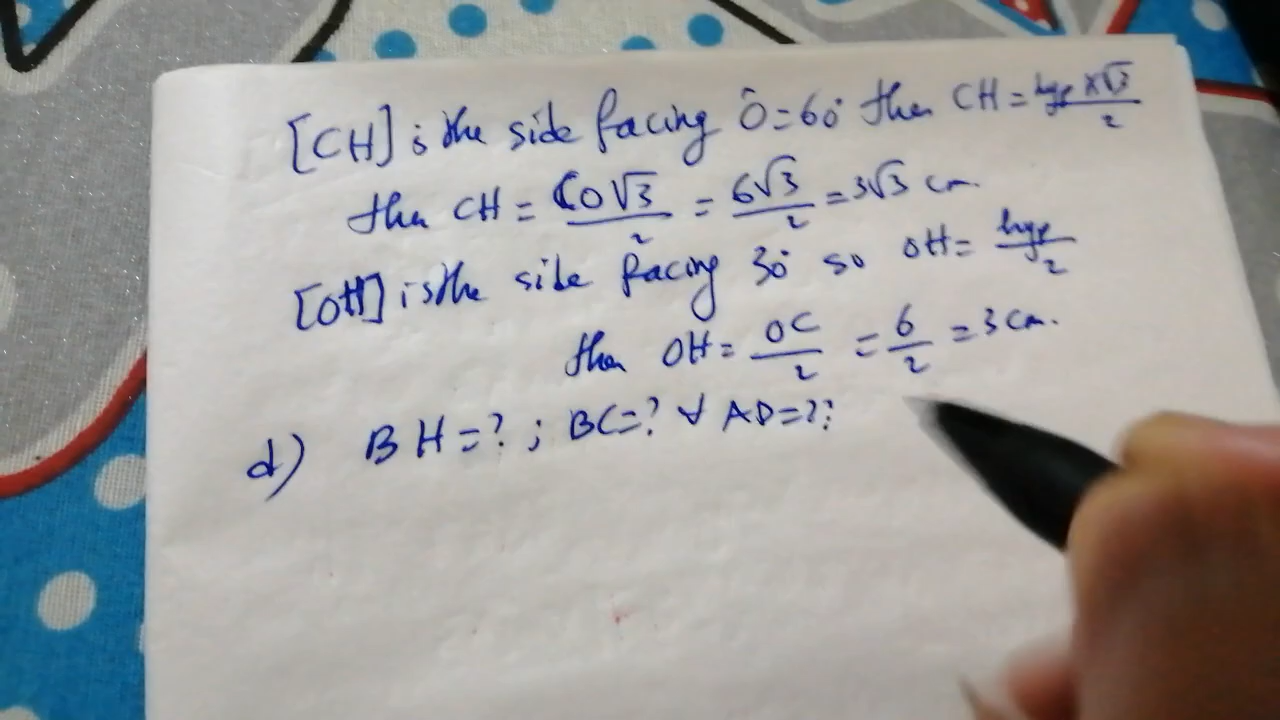 [CH] is the side facing Ô=60° then CH = hyp×√3/2
then CH = CO√3/2 = 6√3/2 = 3√3 cm.
[OH] is the side facing 30° so OH = hyp/2
then OH = OC/2 = 6/2 = 3 cm.
d) BH=? ; BC=? & AD=??